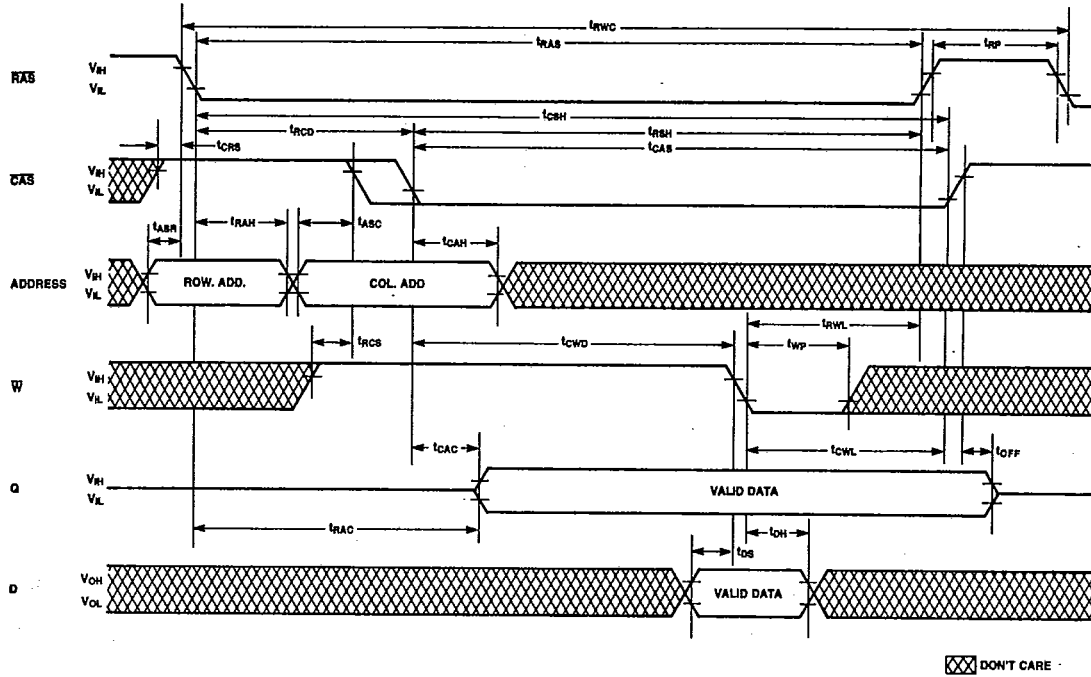 tRWC
tRAS
tRP
RAS
VIH
VIL
tCSH
tRCD
tRSH
tCRS
tCAS
CAS
VIH
VIL
tASR
tRAH
tASC
tCAH
ADDRESS
VIH
VIL
ROW. ADD.
COL. ADD
tRWL
tRCS
tCWD
tWP
W
VIH
VIL
tCAC
tCWL
tOFF
Q
VIH
VIL
VALID DATA
tRAC
tDH
tDS
D
VOH
VOL
VALID DATA
DON'T CARE